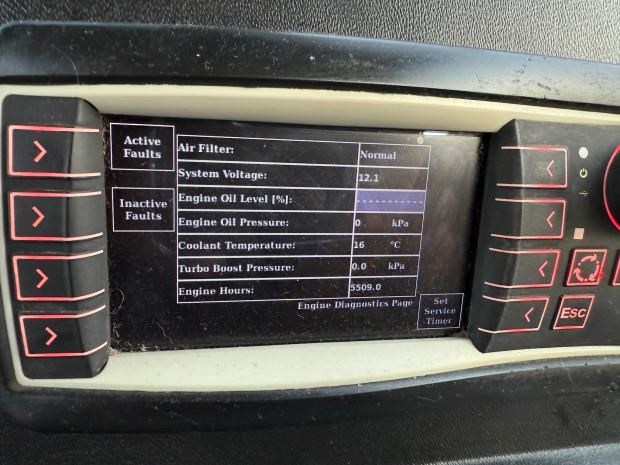 Active
Faults
Inactive
Faults
Air Filter: Normal
System Voltage: 12.1
Engine Oil Level [%]: - - - - - - - - - -
Engine Oil Pressure: 0 kPa
Coolant Temperature: 16 °C
Turbo Boost Pressure: 0.0 kPa
Engine Hours: 5509.0
Engine Diagnostics Page
Set
Service
Timer
ESC